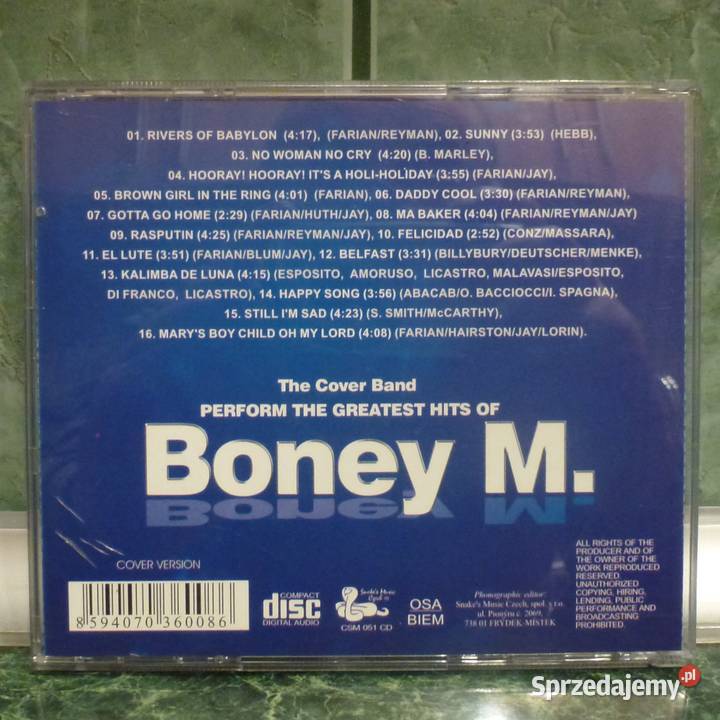 01. RIVERS OF BABYLON (4:17), (FARIAN/REYMAN), 02. SUNNY (3:53) (HEBB),
03. NO WOMAN NO CRY (4:20) (B. MARLEY),
04. HOORAY! HOORAY! IT'S A HOLI-HOLIDAY (3:55) (FARIAN/JAY),
05. BROWN GIRL IN THE RING (4:01) (FARIAN), 06. DADDY COOL (3:30) (FARIAN/REYMAN),
07. GOTTA GO HOME (2:29) (FARIAN/HUTH/JAY), 08. MA BAKER (4:04) (FARIAN/REYMAN/JAY)
09. RASPUTIN (4:25) (FARIAN/REYMAN/JAY), 10. FELICIDAD (2:52) (CONZ/MASSARA),
11. EL LUTE (3:51) (FARIAN/BLUM/JAY), 12. BELFAST (3:31) (BILLYBURY/DEUTSCHER/MENKE),
13. KALIMBA DE LUNA (4:15) (ESPOSITO, AMORUSO, LICASTRO, MALAVASI/ESPOSITO,
DI FRANCO, LICASTRO), 14. HAPPY SONG (3:56) (ABACAB/O. BACCIOCCI/I. SPAGNA),
15. STILL I'M SAD (4:23) (S. SMITH/McCARTHY),
16. MARY'S BOY CHILD OH MY LORD (4:08) (FARIAN/HAIRSTON/JAY/LORIN).
The Cover Band
PERFORM THE GREATEST HITS OF
Boney M.
Boney M.
COVER VERSION
8594070360086
COMPACT
disc
DIGITAL AUDIO
Snake's Music
CSM 051 CD
OSA
BIEM
Phonographic editor:
Snake's Music Czech, spol. s r.o.
ul. Pionýrů č. 2069,
738 01 FRÝDEK-MÍSTEK
ALL RIGHTS OF THE
PRODUCER AND OF
THE OWNER OF THE
WORK REPRODUCED
RESERVED.
UNAUTHORIZED
COPYING, HIRING,
LENDING, PUBLIC
PERFORMANCE AND
BROADCASTING
PROHIBITED.
Sprzedajemy.pl